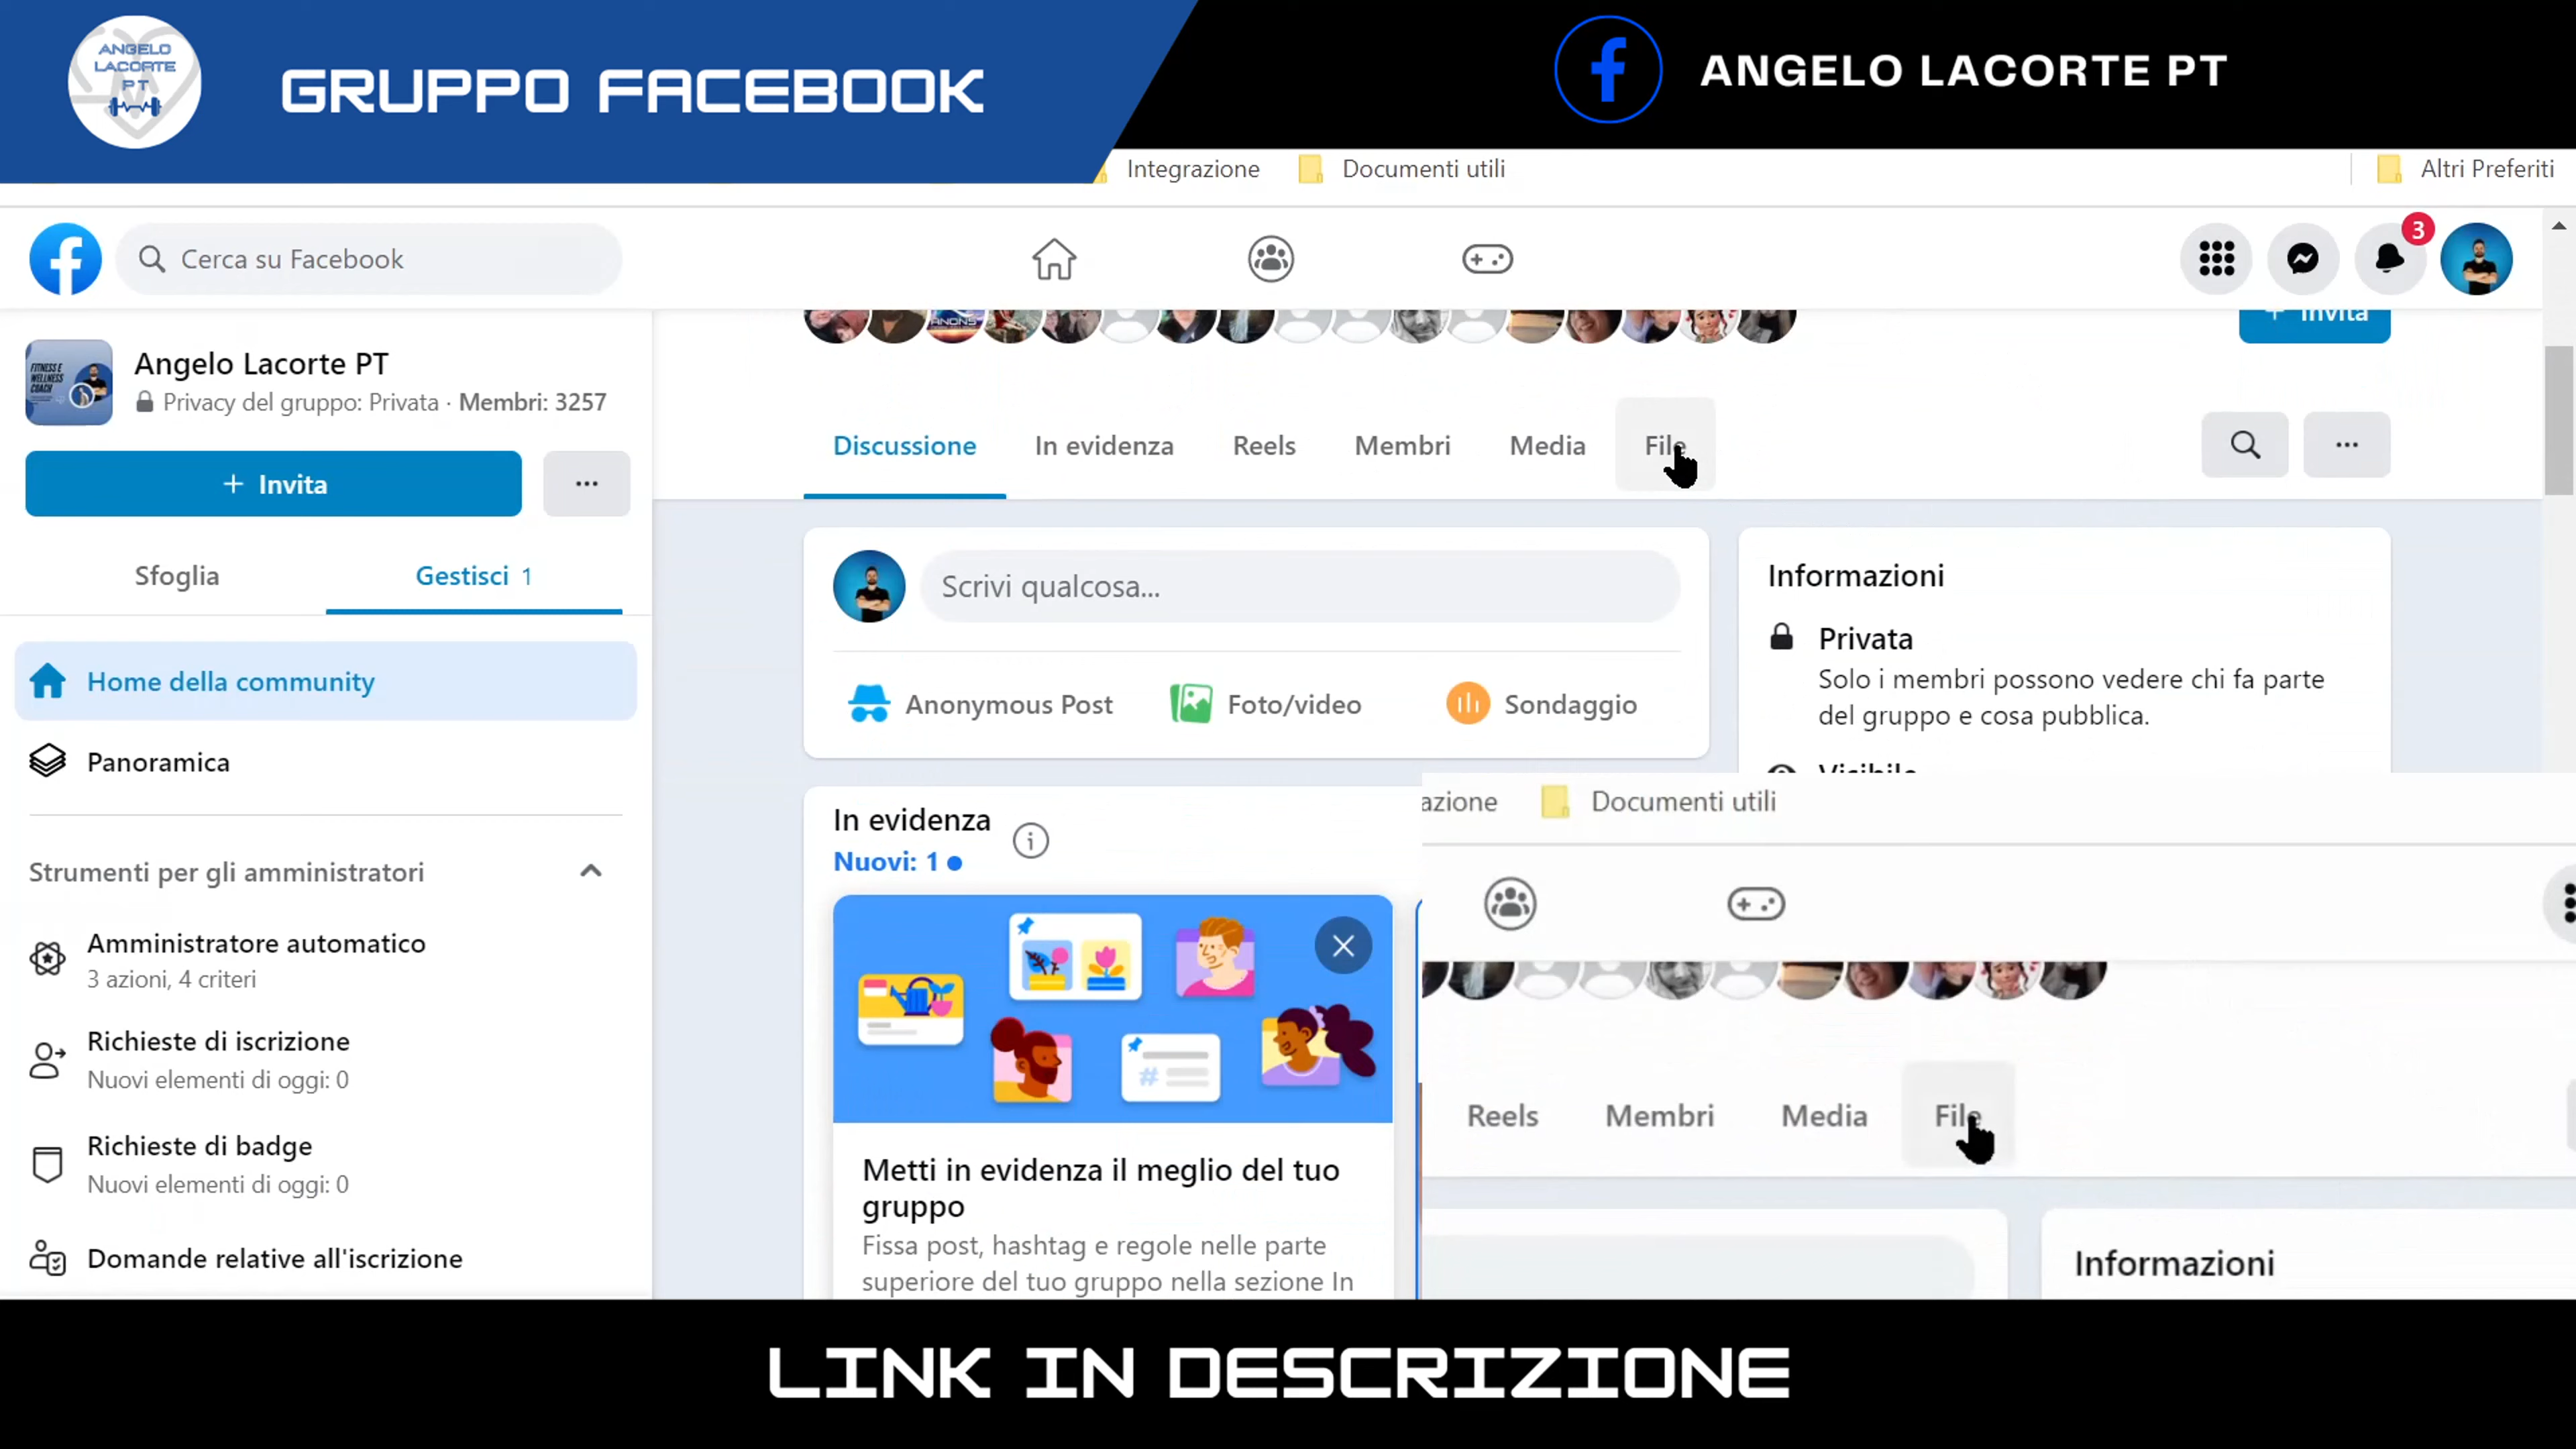 ANGELO
LACORTE
PT
GRUPPO FACEBOOK
ANGELO LACORTE PT
Integrazione
Documenti utili
Altri Preferiti
Cerca su Facebook
3
FITNESS E
WELLNESS
COACH
Angelo Lacorte PT
Privacy del gruppo: Privata · Membri: 3257
+ Invita
Sfoglia
Gestisci 1
Home della community
Panoramica
Strumenti per gli amministratori
Amministratore automatico
3 azioni, 4 criteri
Richieste di iscrizione
Nuovi elementi di oggi: 0
Richieste di badge
Nuovi elementi di oggi: 0
Domande relative all'iscrizione
+ Invita
Discussione
In evidenza
Reels
Membri
Media
File
Scrivi qualcosa...
Anonymous Post
Foto/video
Sondaggio
Informazioni
Privata
Solo i membri possono vedere chi fa parte
del gruppo e cosa pubblica.
Visibile
In evidenza
Nuovi: 1
Metti in evidenza il meglio del tuo
gruppo
Fissa post, hashtag e regole nelle parte
superiore del tuo gruppo nella sezione In
azione
Documenti utili
Reels
Membri
Media
File
Informazioni
LINK IN DESCRIZIONE